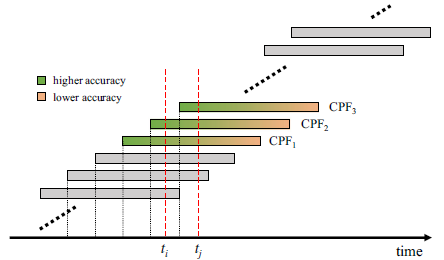 higher accuracy
lower accuracy
CPF₃
CPF₂
CPF₁
tᵢ
tⱼ
time